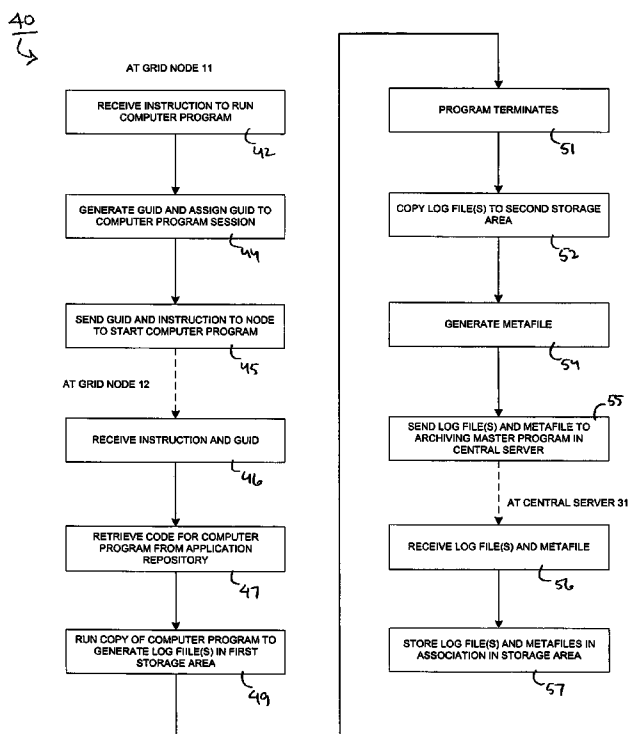 40
AT GRID NODE 11
RECEIVE INSTRUCTION TO RUN
COMPUTER PROGRAM
42
GENERATE GUID AND ASSIGN GUID TO
COMPUTER PROGRAM SESSION
44
SEND GUID AND INSTRUCTION TO NODE
TO START COMPUTER PROGRAM
45
AT GRID NODE 12
RECEIVE INSTRUCTION AND GUID
46
RETRIEVE CODE FOR COMPUTER
PROGRAM FROM APPLICATION
REPOSITORY
47
RUN COPY OF COMPUTER PROGRAM TO
GENERATE LOG FILE(S) IN FIRST
STORAGE AREA
49
PROGRAM TERMINATES
51
COPY LOG FILE(S) TO SECOND STORAGE
AREA
52
GENERATE METAFILE
54
55
SEND LOG FILE(S) AND METAFILE TO
ARCHIVING MASTER PROGRAM IN
CENTRAL SERVER
AT CENTRAL SERVER 31
RECEIVE LOG FILE(S) AND METAFILE
56
STORE LOG FILE(S) AND METAFILES IN
ASSOCIATION IN STORAGE AREA
57